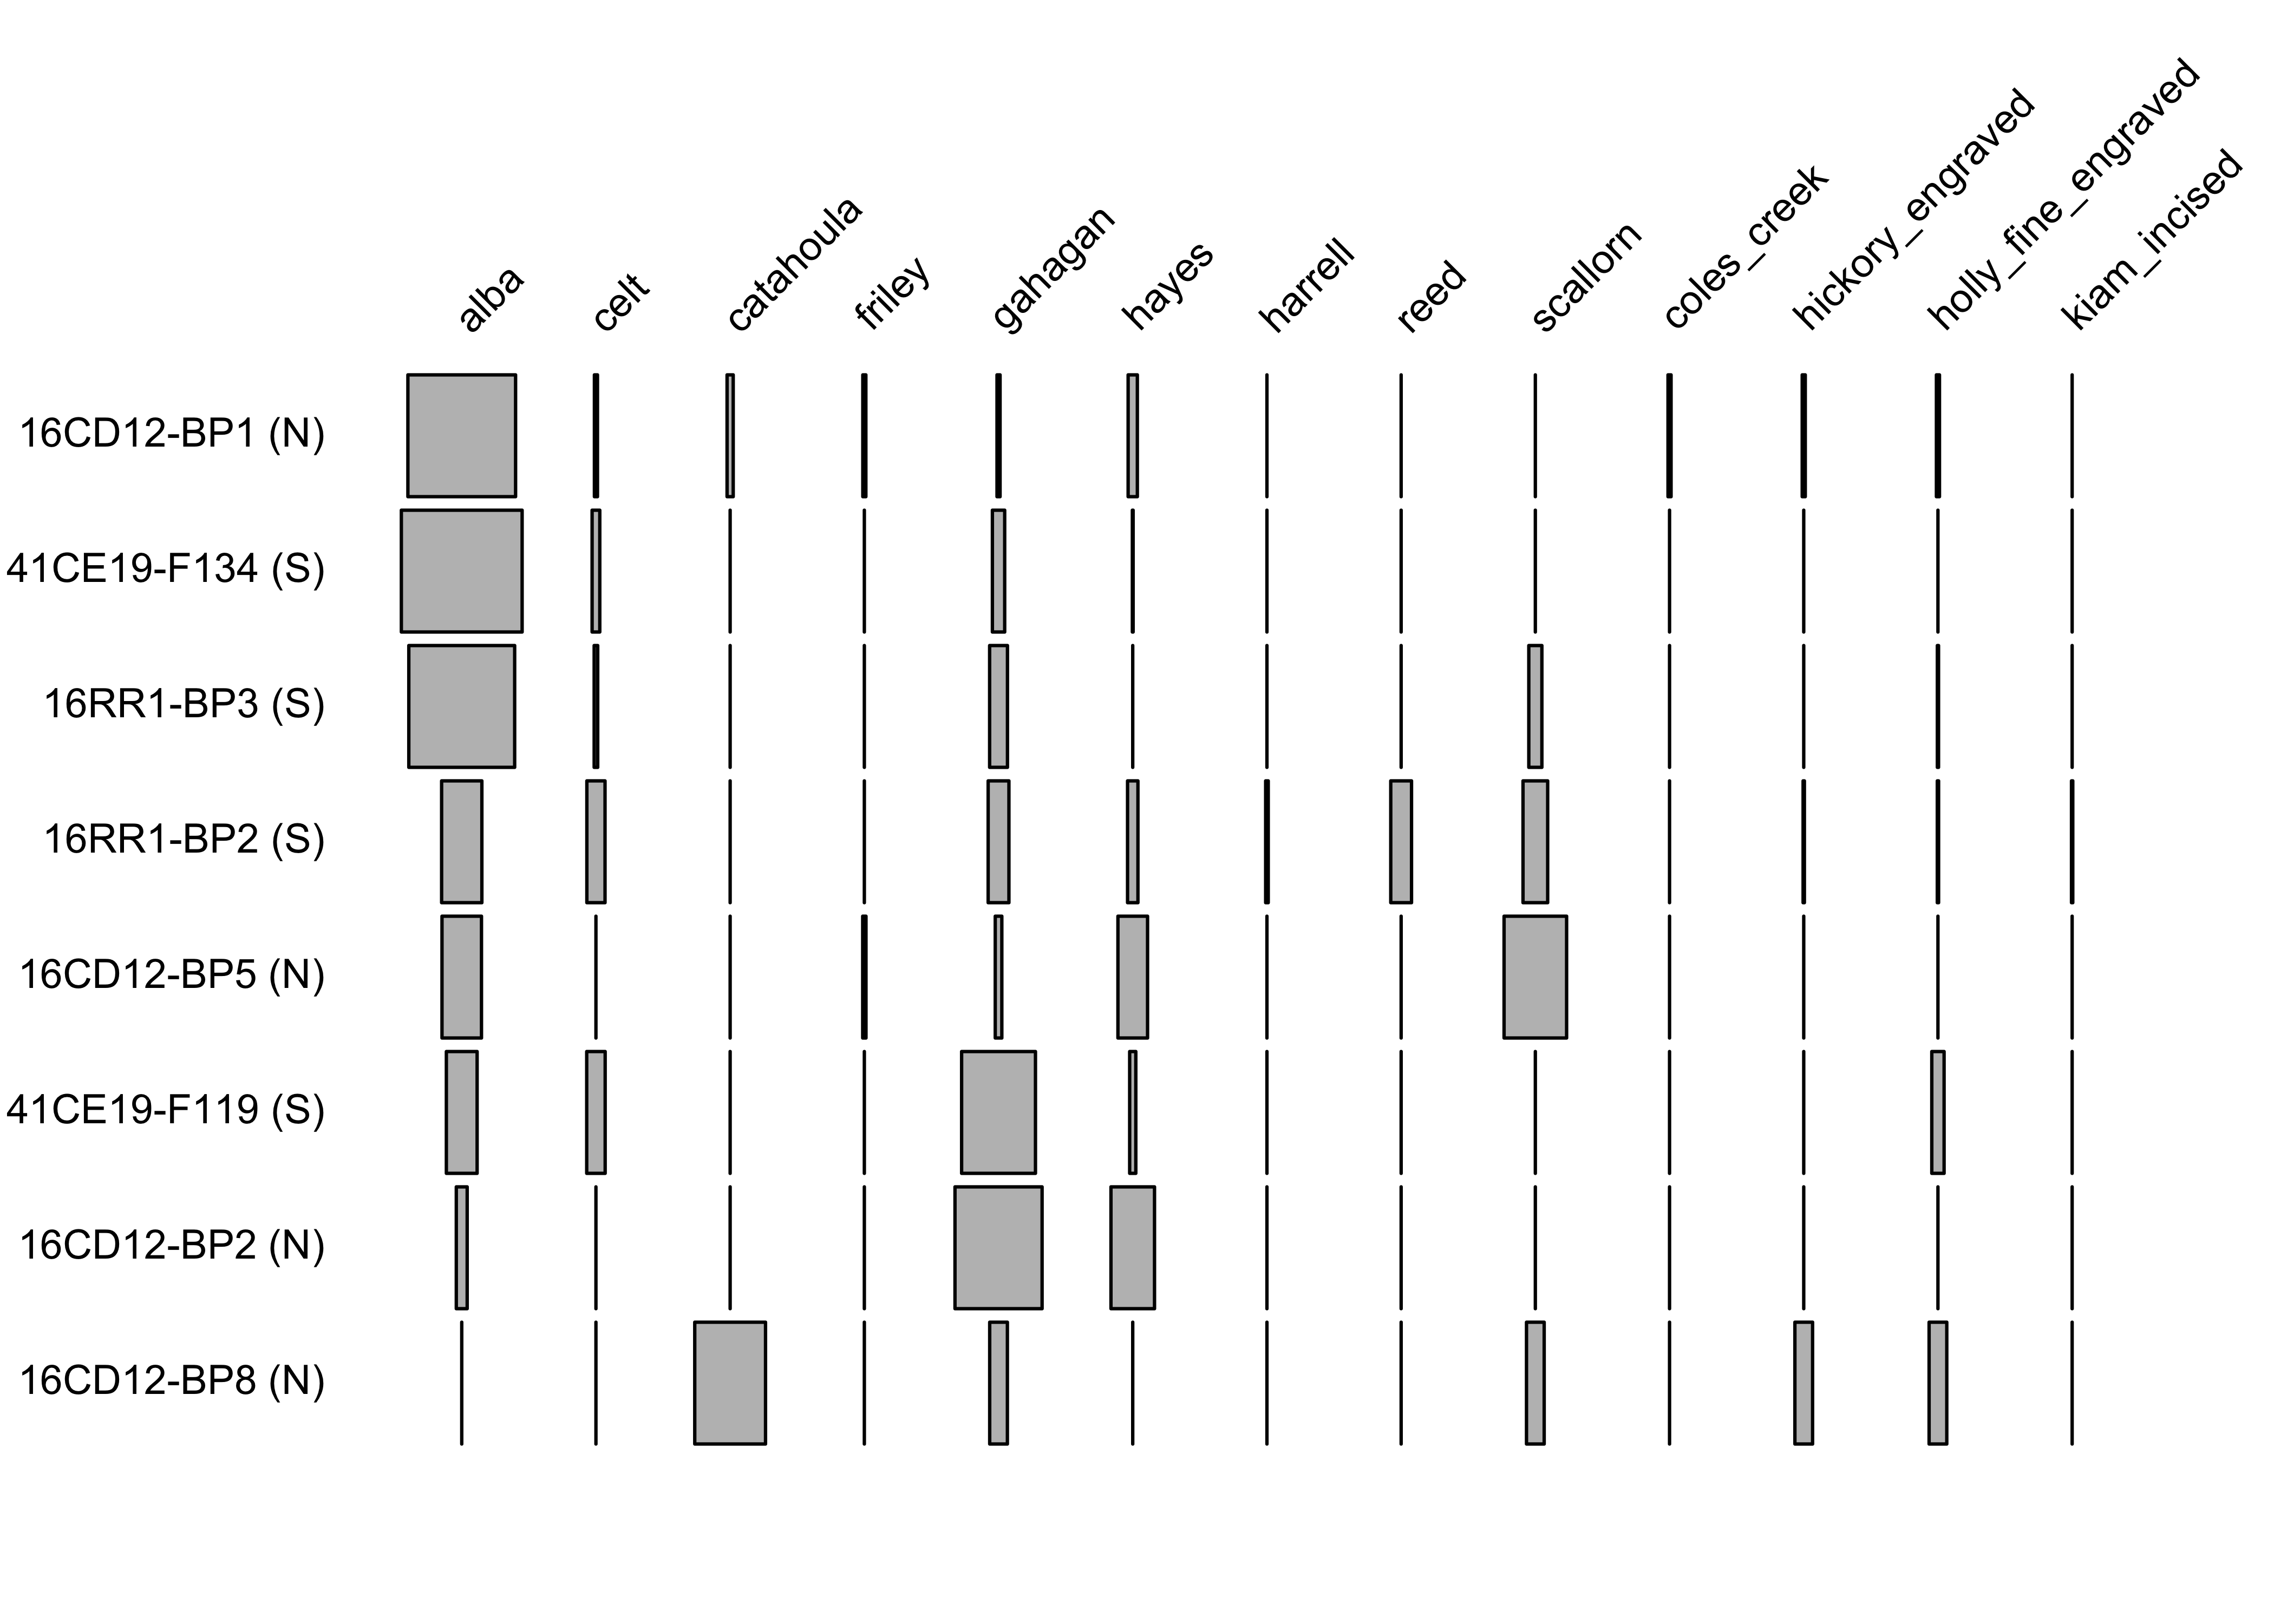 alba
celt
catahoula
friley
gahagan
hayes
harrell
reed
scallorn
coles_creek
hickory_engraved
holly_fine_engraved
kiam_incised
16CD12-BP1 (N)
41CE19-F134 (S)
16RR1-BP3 (S)
16RR1-BP2 (S)
16CD12-BP5 (N)
41CE19-F119 (S)
16CD12-BP2 (N)
16CD12-BP8 (N)